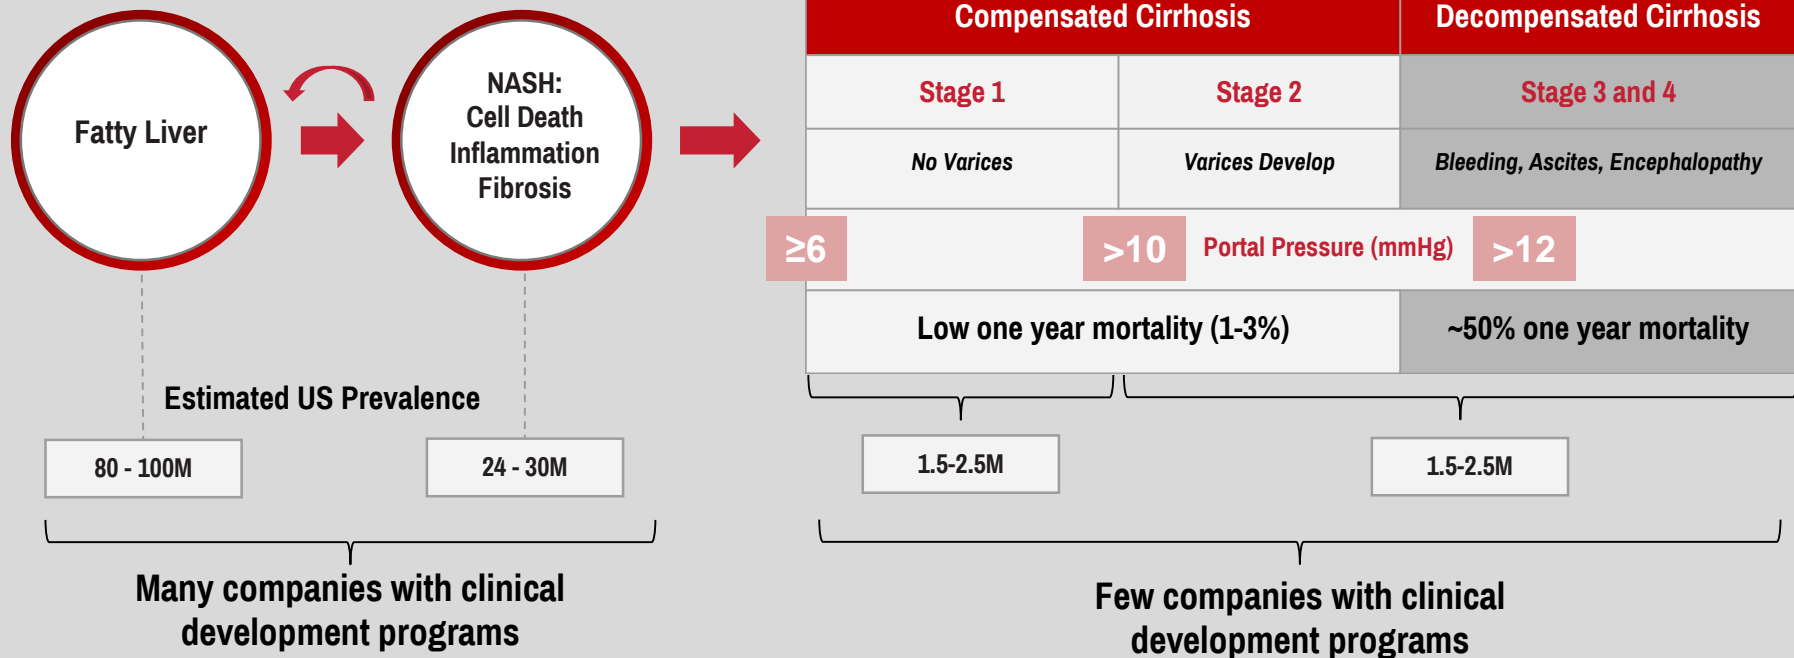 Fatty Liver
NASH:
Cell Death
Inflammation
Fibrosis
Compensated Cirrhosis
Decompensated Cirrhosis
Stage 1
Stage 2
Stage 3 and 4
No Varices
Varices Develop
Bleeding, Ascites, Encephalopathy
≥6
>10
Portal Pressure (mmHg)
>12
Low one year mortality (1-3%)
~50% one year mortality
Estimated US Prevalence
80 - 100M
24 - 30M
1.5-2.5M
1.5-2.5M
Many companies with clinical
development programs
Few companies with clinical
development programs